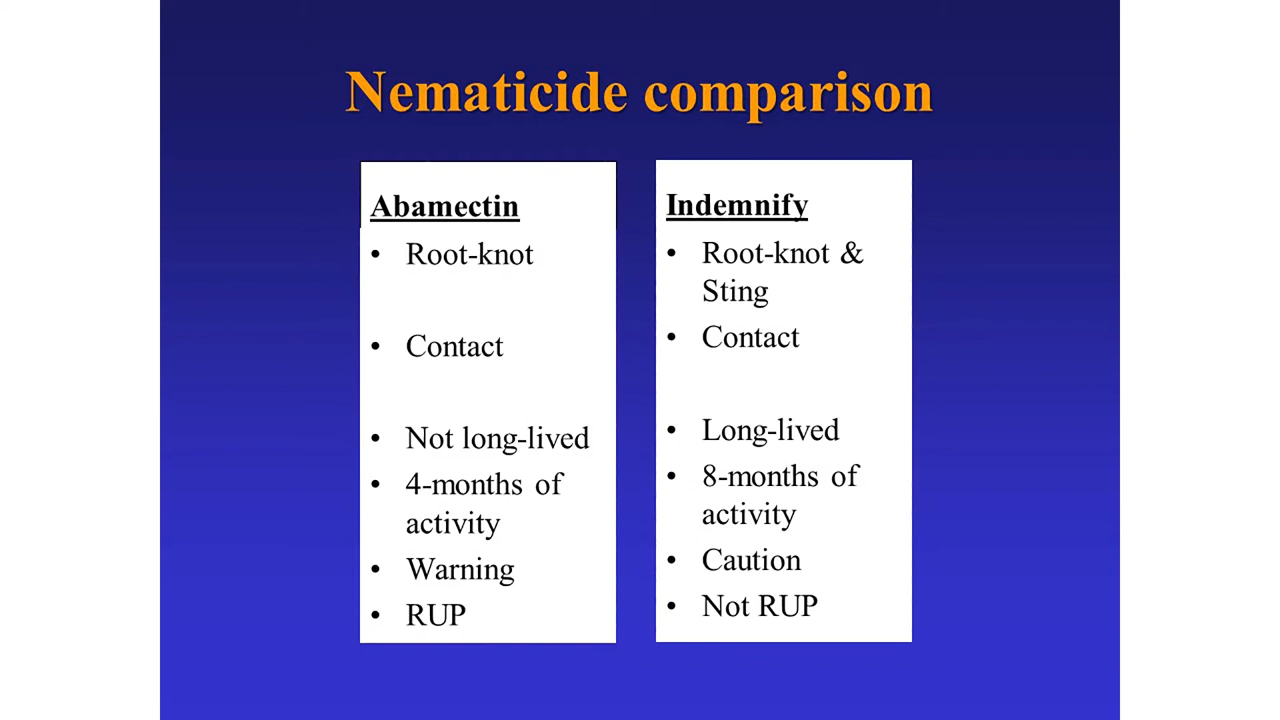 Nematicide comparison
Abamectin
• Root-knot
• Contact
• Not long-lived
• 4-months of
activity
• Warning
• RUP
Indemnify
• Root-knot &
Sting
• Contact
• Long-lived
• 8-months of
activity
• Caution
• Not RUP